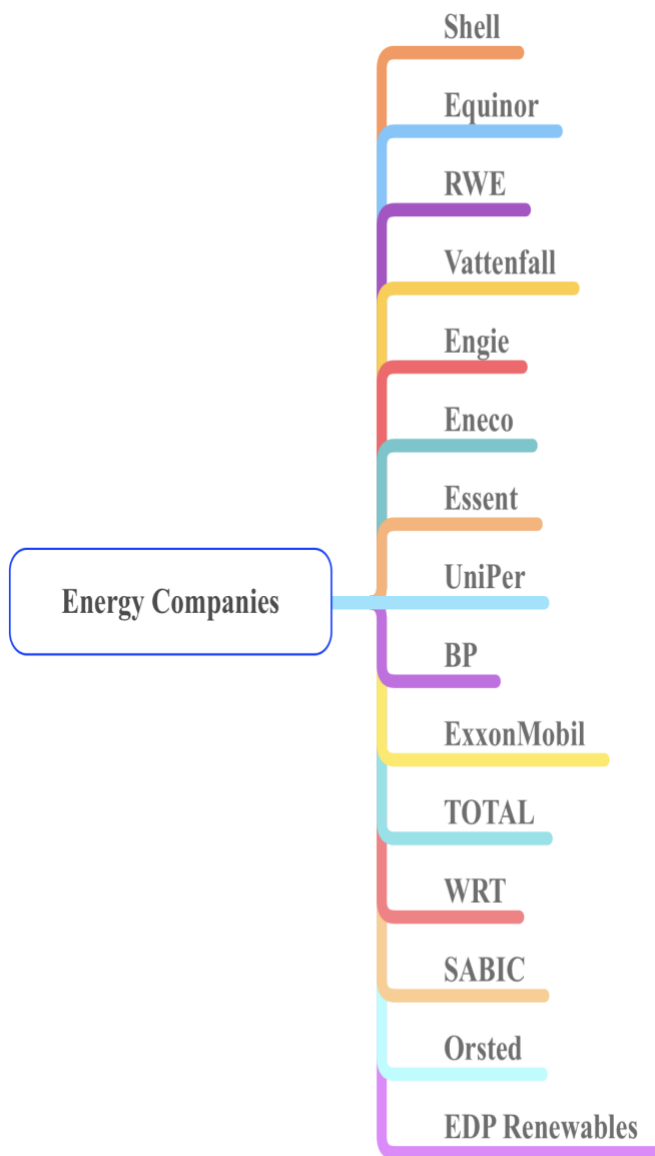 Shell
Equinor
RWE
Vattenfall
Engie
Eneco
Essent
Energy Companies
UniPer
BP
ExxonMobil
TOTAL
WRT
SABIC
Orsted
EDP Renewables